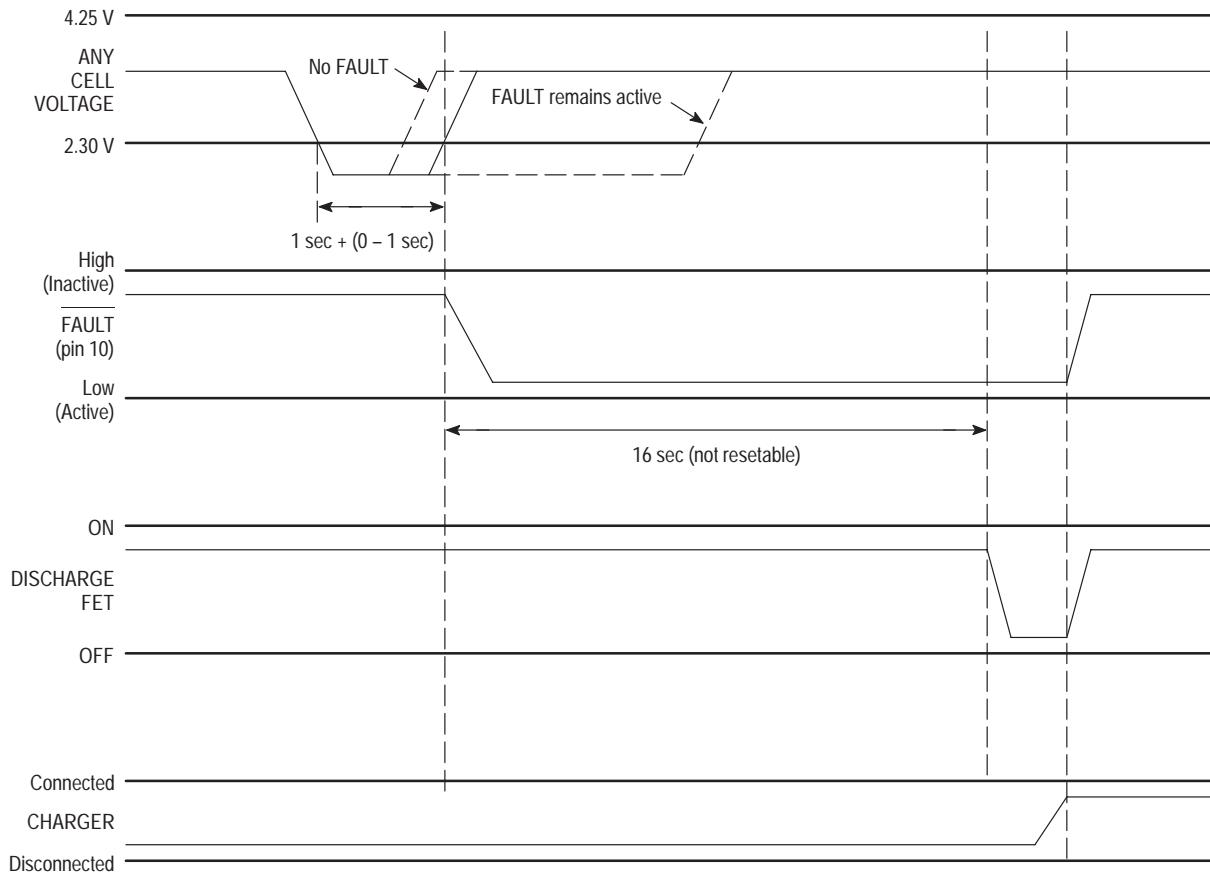 4.25 V
ANY
CELL
VOLTAGE
No FAULT
FAULT remains active
2.30 V
1 sec + (0 – 1 sec)
High
(Inactive)
FAULT
(pin 10)
Low
(Active)
16 sec (not resetable)
ON
DISCHARGE
FET
OFF
Connected
CHARGER
Disconnected